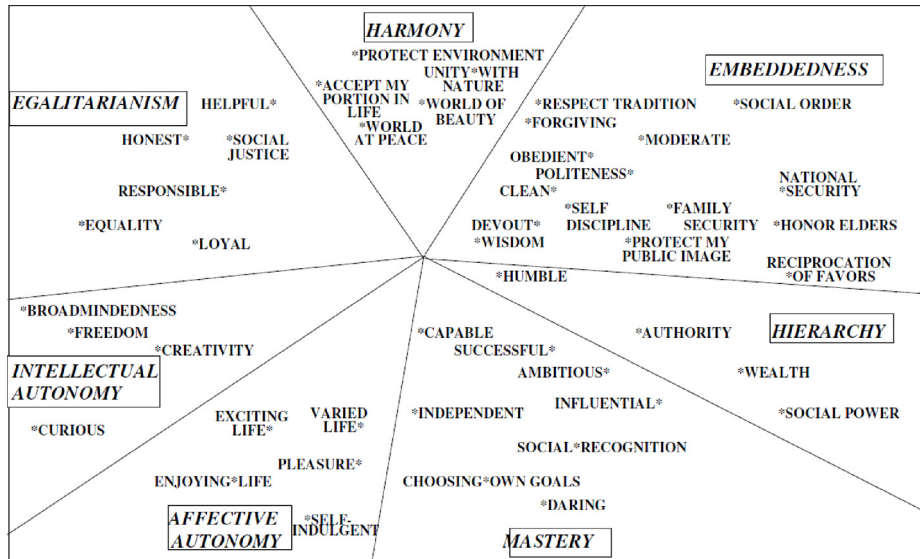 HARMONY
*PROTECT ENVIRONMENT
UNITY*WITH
NATURE
*ACCEPT MY
PORTION IN
LIFE
*WORLD OF
BEAUTY
*WORLD
AT PEACE
EMBEDDEDNESS
*RESPECT TRADITION
*SOCIAL ORDER
*FORGIVING
*MODERATE
OBEDIENT*
POLITENESS*
CLEAN*
NATIONAL
*SECURITY
*SELF
DISCIPLINE
*FAMILY
SECURITY
DEVOUT*
*HONOR ELDERS
*WISDOM
*PROTECT MY
PUBLIC IMAGE
RECIPROCATION
*OF FAVORS
*HUMBLE
EGALITARIANISM
HELPFUL*
HONEST*
*SOCIAL
JUSTICE
RESPONSIBLE*
*EQUALITY
*LOYAL
*BROADMINDEDNESS
*FREEDOM
*CREATIVITY
INTELLECTUAL
AUTONOMY
*CURIOUS
EXCITING
LIFE*
VARIED
LIFE*
PLEASURE*
ENJOYING*LIFE
AFFECTIVE
AUTONOMY
*SELF-
INDULGENT
*CAPABLE
SUCCESSFUL*
AMBITIOUS*
*INDEPENDENT
INFLUENTIAL*
SOCIAL*RECOGNITION
CHOOSING*OWN GOALS
*DARING
MASTERY
*AUTHORITY
HIERARCHY
*WEALTH
*SOCIAL POWER